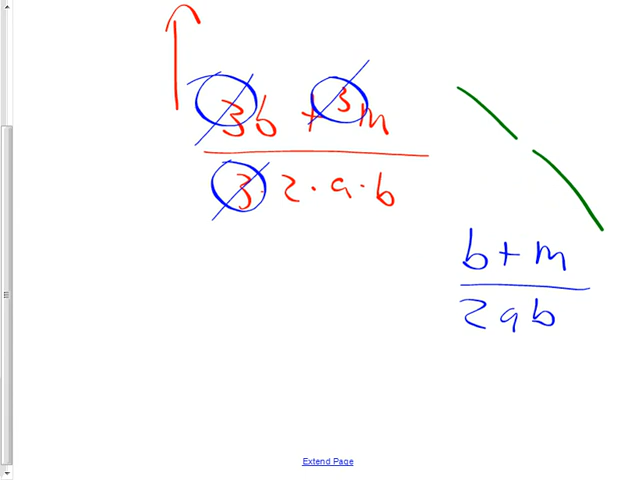 3b + 3m
3 · 2 · a · b
b + m
2ab
Extend Page